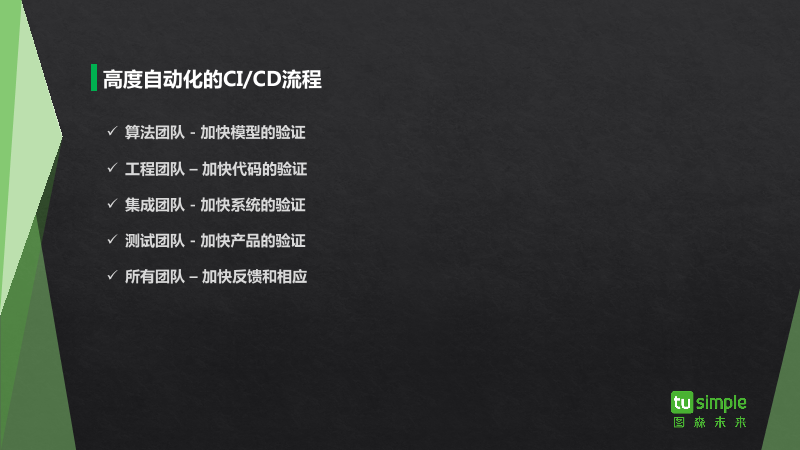 高度自动化的CI/CD流程
✓ 算法团队 - 加快模型的验证
✓ 工程团队 – 加快代码的验证
✓ 集成团队 - 加快系统的验证
✓ 测试团队 - 加快产品的验证
✓ 所有团队 – 加快反馈和相应
tu simple
图森未来